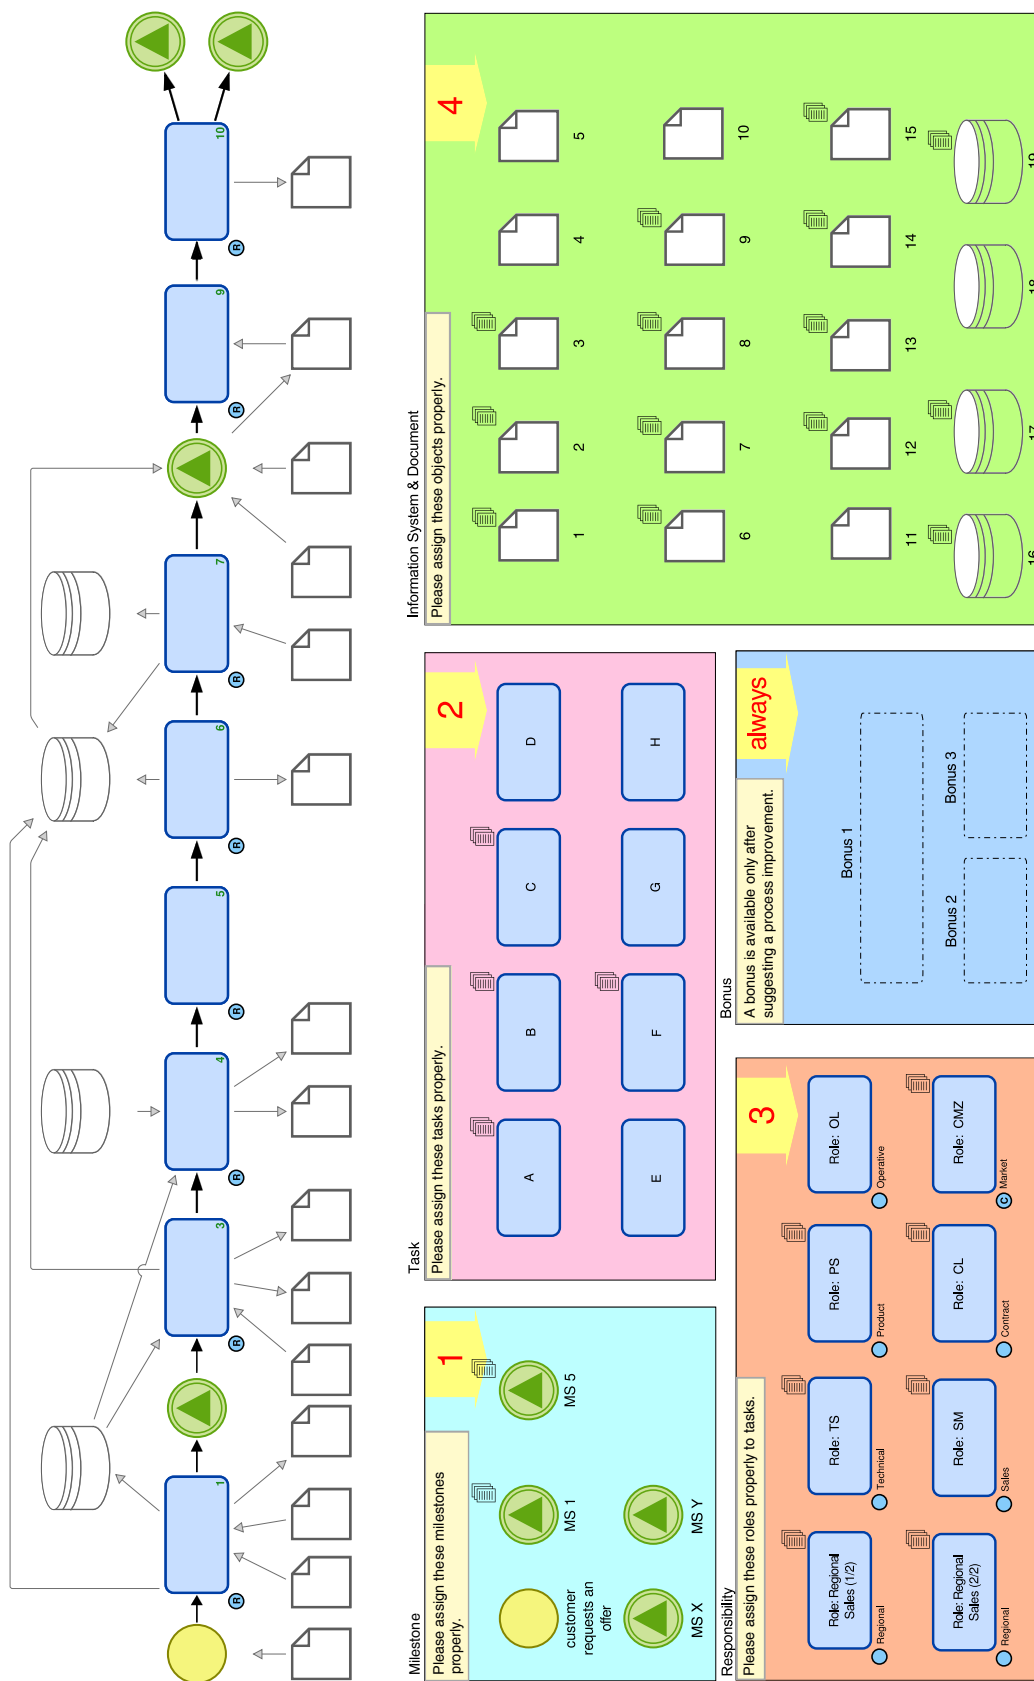 1
3
4
5
6
7
9
10
R
R
R
R
R
R
R
R
Milestone
Please assign these milestones
properly.
1
customer
requests an
offer
MS 1
MS 5
MS X
MS Y
Task
Please assign these tasks properly.
2
A
B
C
D
E
F
G
H
Responsibility
Please assign these roles properly to tasks.
3
Role: Regional
Sales (1/2)
Regional
Role: TS
Technical
Role: PS
Product
Role: OL
Operative
Role: Regional
Sales (2/2)
Regional
Role: SM
Sales
Role: CL
Contract
Role: CMZ
C
Market
Bonus
A bonus is available only after
suggesting a process improvement.
always
Bonus 1
Bonus 2
Bonus 3
Information System & Document
Please assign these objects properly.
4
1
2
3
4
5
6
7
8
9
10
11
12
13
14
15
16
17
18
19